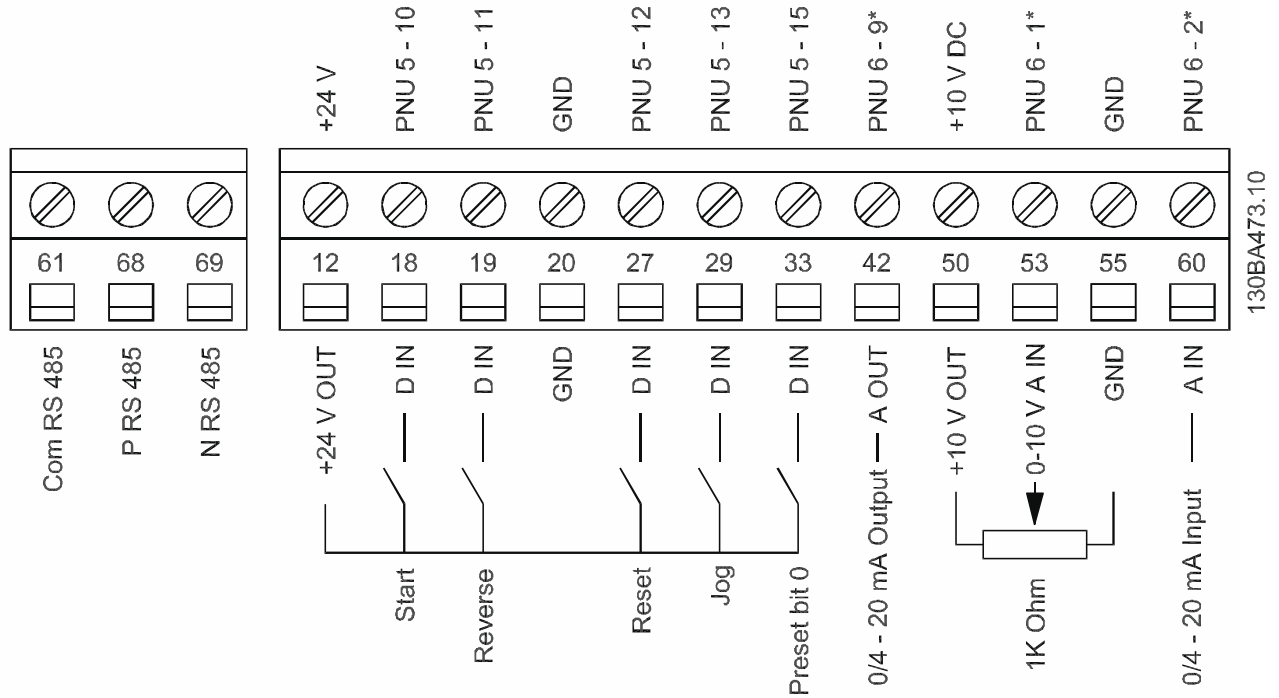 +24 V
PNU 5 - 10
PNU 5 - 11
GND
PNU 5 - 12
PNU 5 - 13
PNU 5 - 15
PNU 6 - 9*
+10 V DC
PNU 6 - 1*
GND
PNU 6 - 2*
61
68
69
12
18
19
20
27
29
33
42
50
53
55
60
130BA473.10
Com RS 485
P RS 485
N RS 485
+24 V OUT
D IN
D IN
GND
D IN
D IN
D IN
0/4 - 20 mA Output
A OUT
+10 V OUT
0-10 V A IN
GND
0/4 - 20 mA Input
A IN
Start
Reverse
Reset
Jog
Preset bit 0
1K Ohm